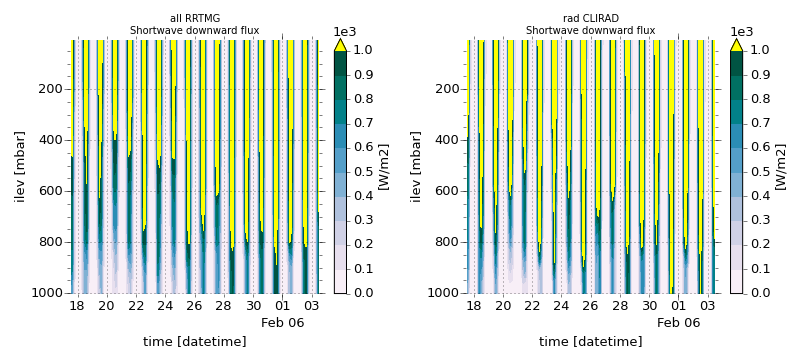 all RRTMG
Shortwave downward flux
1e3
1.0
0.9
0.8
0.7
0.6
0.5
0.4
0.3
0.2
0.1
0.0
[W/m2]
ilev [mbar]
200
400
600
800
1000
18 20 22 24 26 28 30 01 03
Feb 06
time [datetime]
rad CLIRAD
Shortwave downward flux
1e3
1.0
0.9
0.8
0.7
0.6
0.5
0.4
0.3
0.2
0.1
0.0
[W/m2]
ilev [mbar]
200
400
600
800
1000
18 20 22 24 26 28 30 01 03
Feb 06
time [datetime]